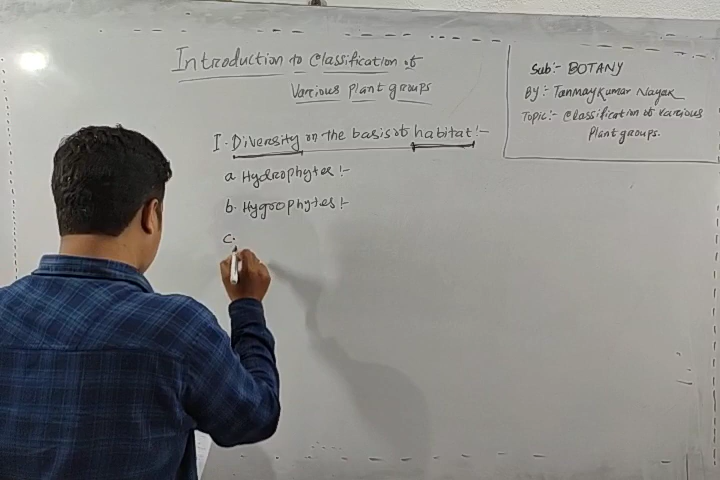 Introduction to Classification of
Various Plant groups
Sub:- BOTANY
By:- Tanmay Kumar Nayak
Topic:- Classification of various
Plant groups.
I. Diversity on the basis of habitat:-
a. Hydrophytes:-
b. Hygrophytes:-
c.